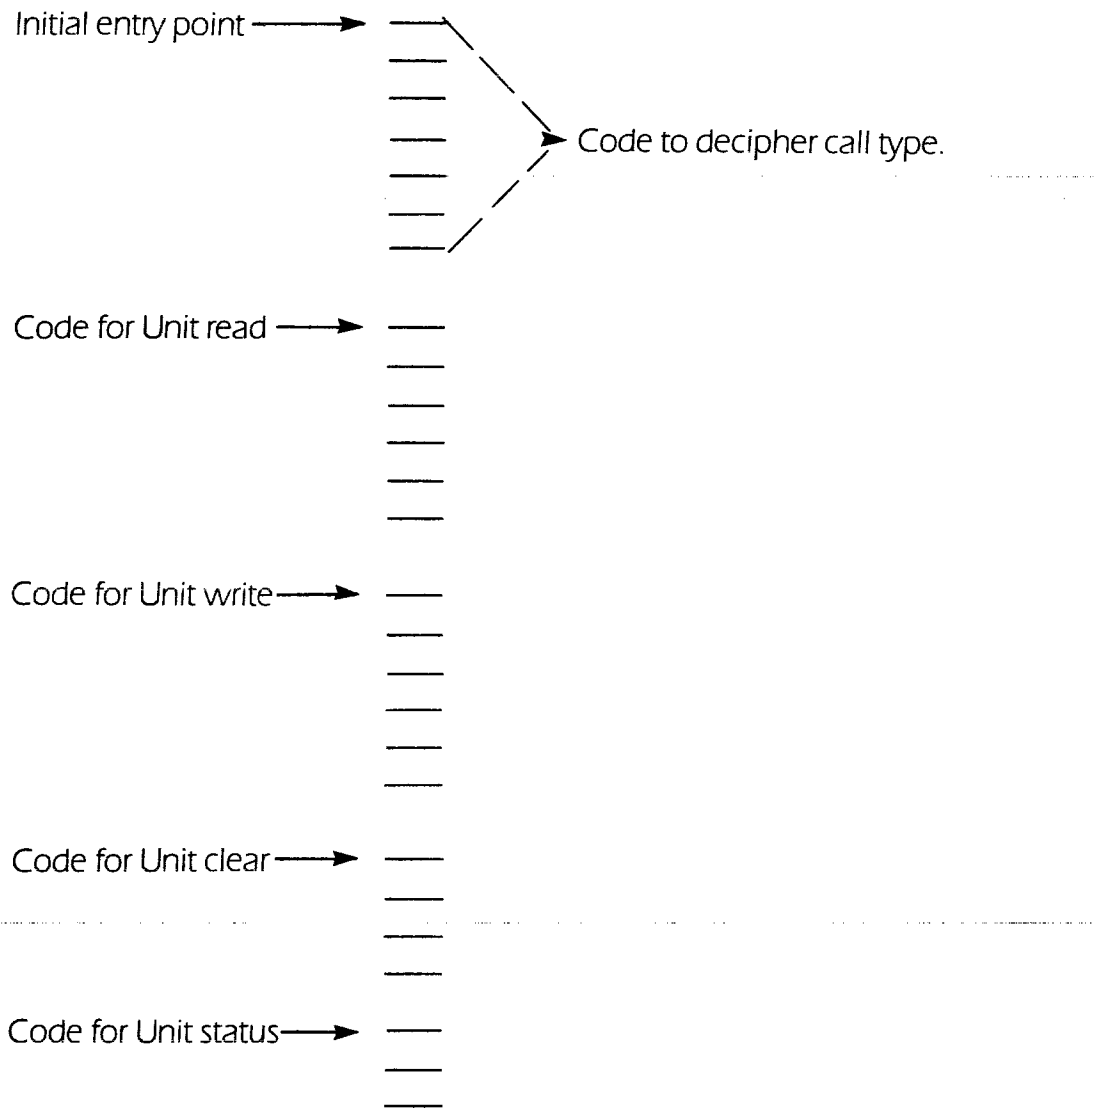 Initial entry point
Code to decipher call type.
Code for Unit read
Code for Unit write
Code for Unit clear
Code for Unit status